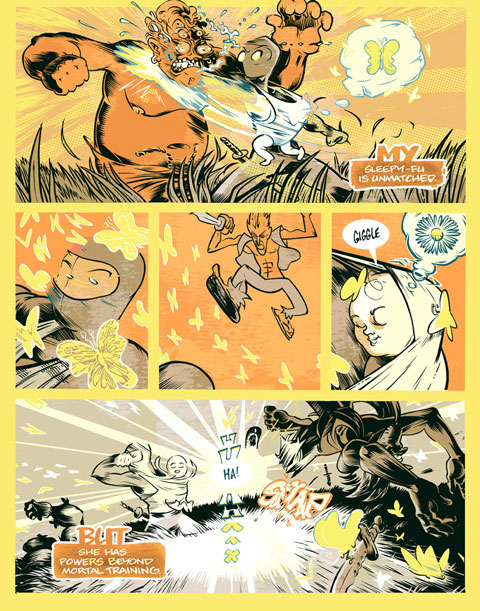 MY
SLEEPY-FU
IS UNMATCHED.
GIGGLE
HA!
SNAP
BUT
SHE HAS
POWERS BEYOND
MORTAL TRAINING.